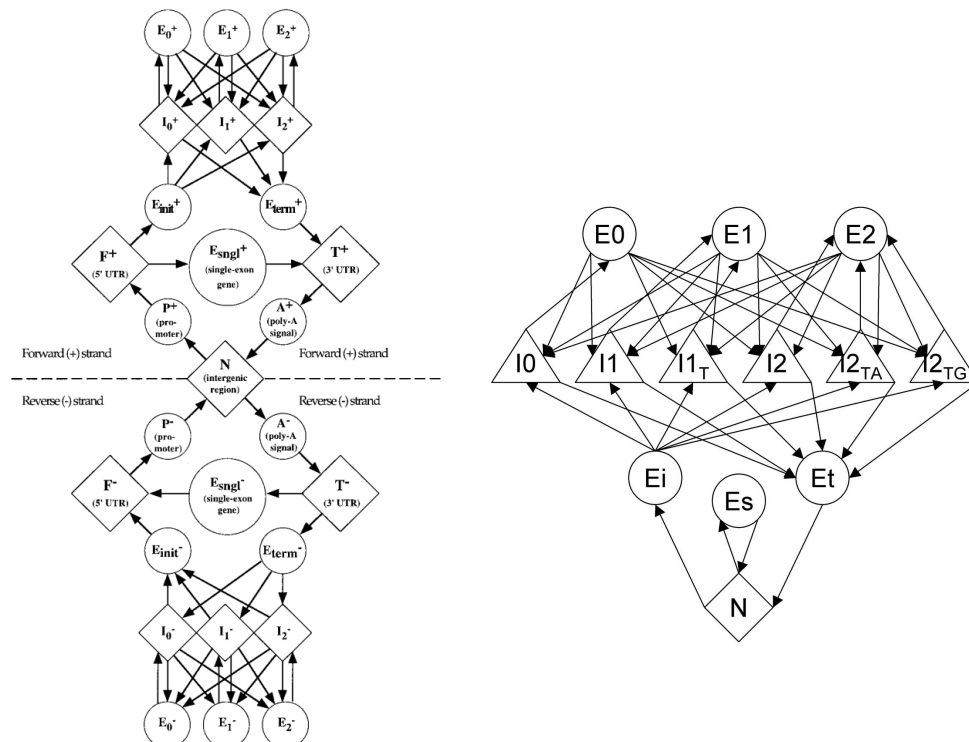 E0+ E1+ E2+
I0+ I1+ I2+
Einit+ Eterm+
F+
(5' UTR)
Esngl+
(single-exon
gene)
T+
(3' UTR)
P+
(pro-
moter)
A+
(poly-A
signal)
Forward (+) strand
Forward (+) strand
N
(intergenic
region)
Reverse (-) strand
Reverse (-) strand
P-
(pro-
moter)
A-
(poly-A
signal)
F-
(5' UTR)
Esngl-
(single-exon
gene)
T-
(3' UTR)
Einit- Eterm-
I0- I1- I2-
E0- E1- E2-
E0 E1 E2
I0 I1 I1T I2 I2TA I2TG
Ei Et
Es
N